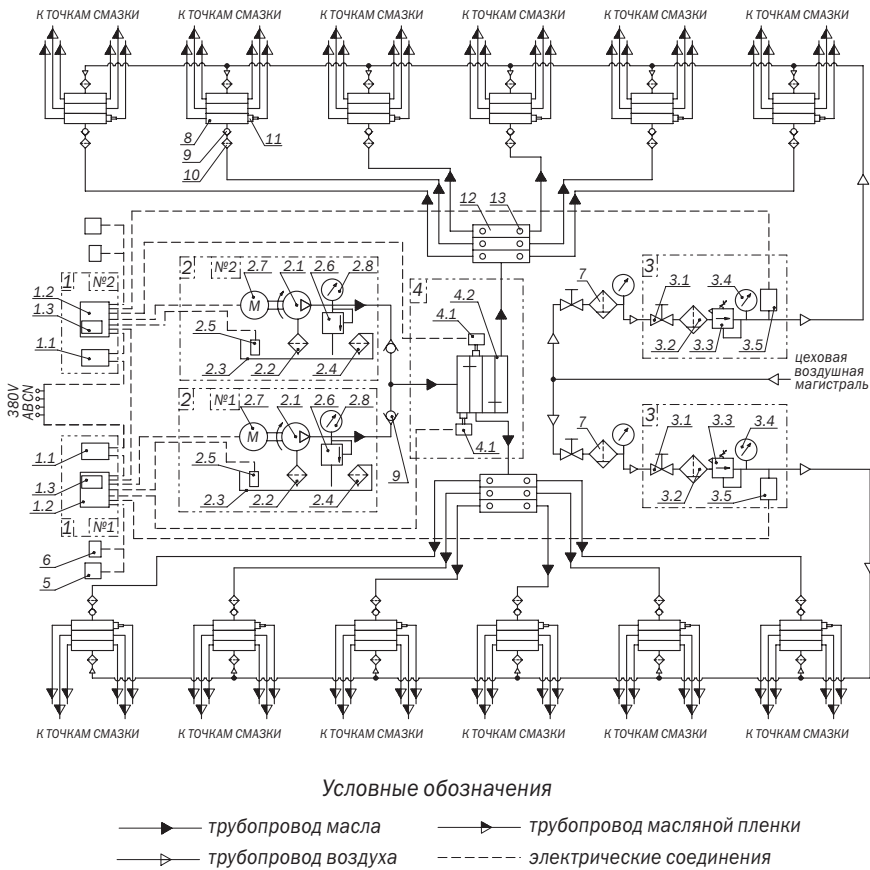 К ТОЧКАМ СМАЗКИ К ТОЧКАМ СМАЗКИ К ТОЧКАМ СМАЗКИ К ТОЧКАМ СМАЗКИ К ТОЧКАМ СМАЗКИ К ТОЧКАМ СМАЗКИ
8 11
9
10
12 13
2 №2 2.7 2.1 2.6 2.8
1 №2
1.2
1.3
1.1
2.5
2.3 2.2 2.4
4
4.1 4.2
7
3
3.1 3.4
3.2 3.3 3.5
цеховая
воздушная
магистраль
380V
ABCN
2 №1 2.7 2.1 2.6 2.8
2.5
2.3 2.2 2.4
9
4.1
7
3
3.1 3.3 3.4
3.2 3.5
1.1
1.3
1.2
1 №1
6
5
К ТОЧКАМ СМАЗКИ К ТОЧКАМ СМАЗКИ К ТОЧКАМ СМАЗКИ К ТОЧКАМ СМАЗКИ К ТОЧКАМ СМАЗКИ К ТОЧКАМ СМАЗКИ
M
M
Условные обозначения
трубопровод масла трубопровод масляной пленки
трубопровод воздуха электрические соединения